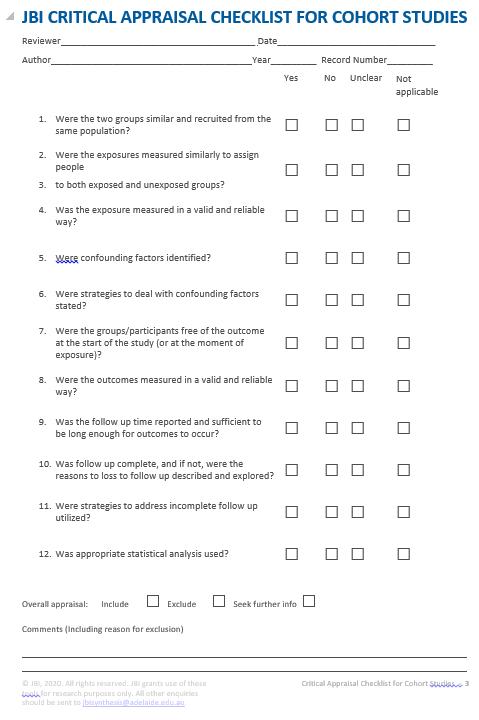 JBI CRITICAL APPRAISAL CHECKLIST FOR COHORT STUDIES
Reviewer Date
Author Year Record Number
Yes No Unclear Not
applicable
1. Were the two groups similar and recruited from the
same population?
2. Were the exposures measured similarly to assign
people
3. to both exposed and unexposed groups?
4. Was the exposure measured in a valid and reliable
way?
5. Were confounding factors identified?
6. Were strategies to deal with confounding factors
stated?
7. Were the groups/participants free of the outcome
at the start of the study (or at the moment of
exposure)?
8. Were the outcomes measured in a valid and reliable
way?
9. Was the follow up time reported and sufficient to
be long enough for outcomes to occur?
10. Was follow up complete, and if not, were the
reasons to loss to follow up described and explored?
11. Were strategies to address incomplete follow up
utilized?
12. Was appropriate statistical analysis used?
Overall appraisal: Include Exclude Seek further info
Comments (Including reason for exclusion)
© JBI, 2020. All rights reserved. JBI grants use of these
tools for research purposes only. All other enquiries
should be sent to jbisynthesis@adelaide.edu.au
Critical Appraisal Checklist for Cohort Studies - 3